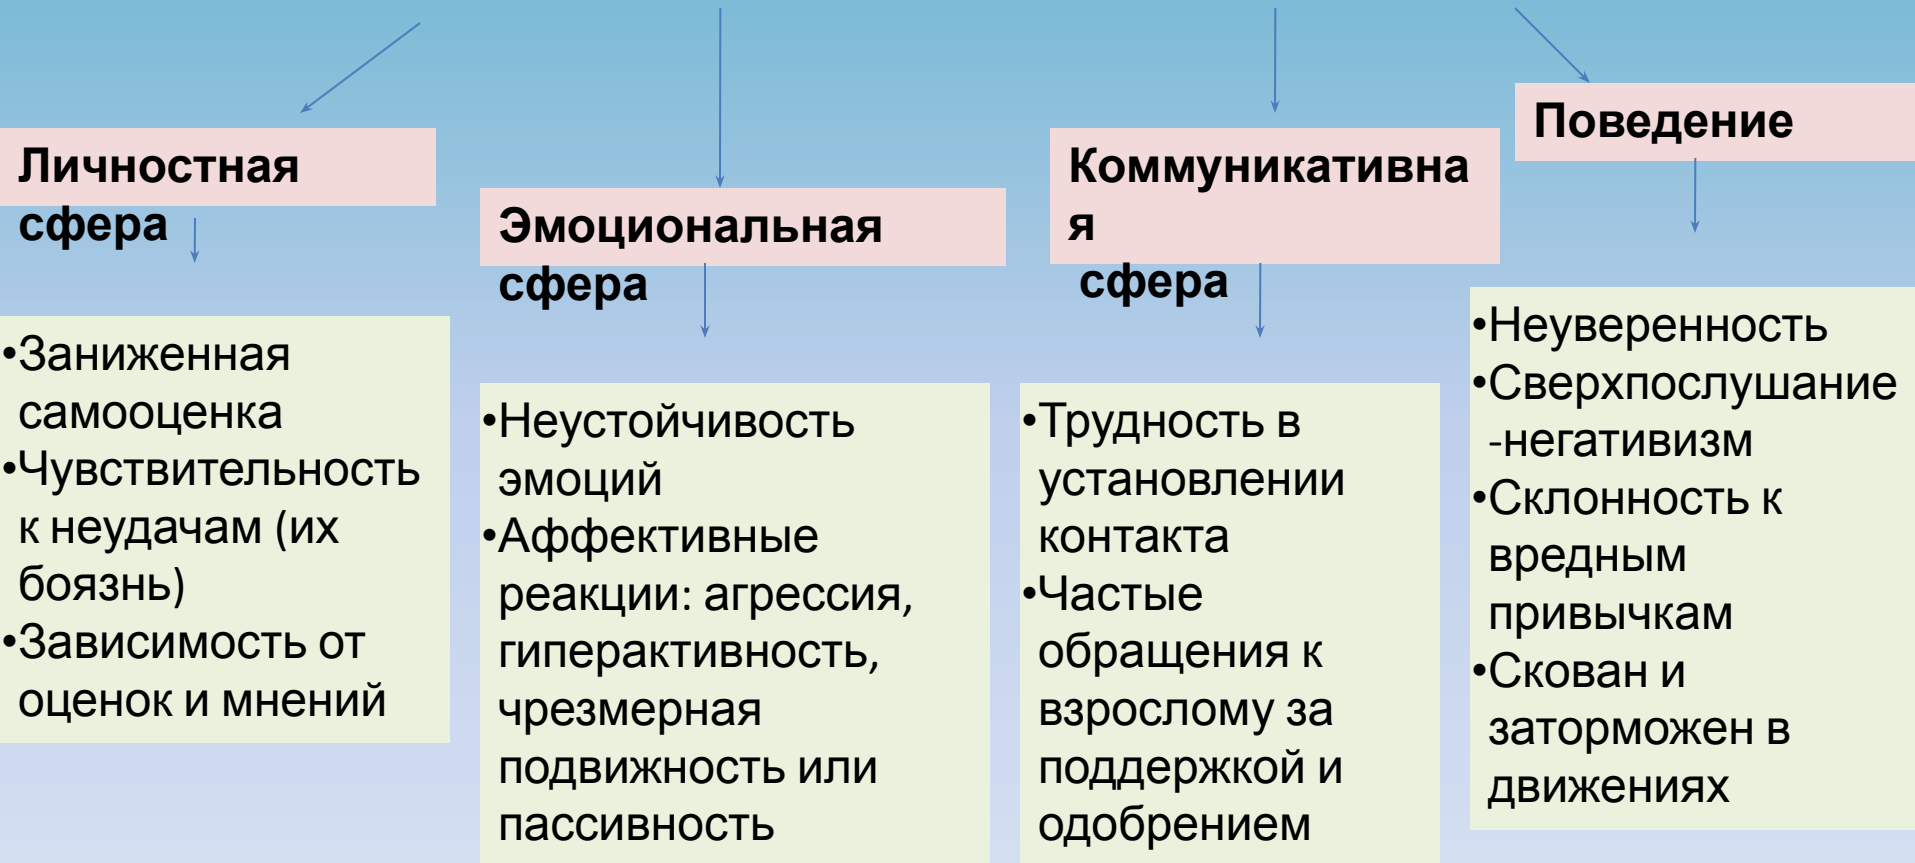 Личностная
сфера
•Заниженная
самооценка
•Чувствительность
к неудачам (их
боязнь)
•Зависимость от
оценок и мнений
Эмоциональная
сфера
•Неустойчивость
эмоций
•Аффективные
реакции: агрессия,
гиперактивность,
чрезмерная
подвижность или
пассивность
Коммуникативна
я
сфера
•Трудность в
установлении
контакта
•Частые
обращения к
взрослому за
поддержкой и
одобрением
Поведение
•Неуверенность
•Сверхпослушание
-негативизм
•Склонность к
вредным
привычкам
•Скован и
заторможен в
движениях